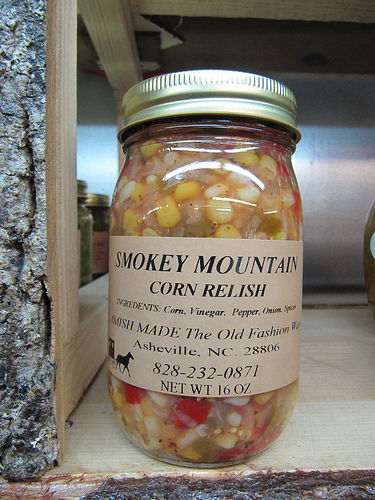 SMOKEY MOUNTAIN
CORN RELISH
INGREDIENTS: Corn, Vinegar, Pepper, Onion, Spices
AMISH MADE The Old Fashion
Asheville, NC. 28806
828-232-0871
NET WT 16 OZ